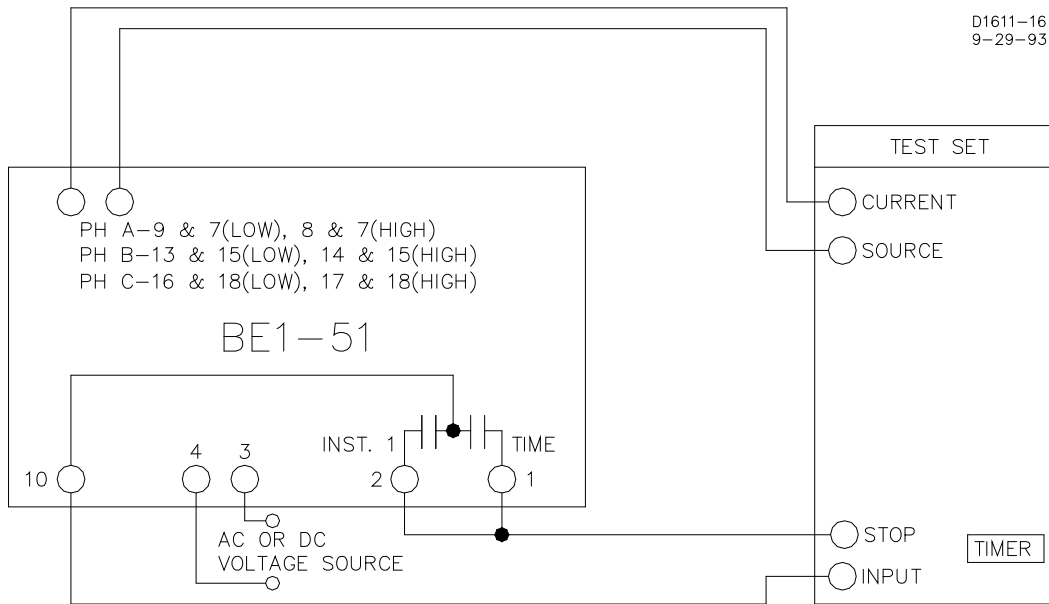 D1611-16
9-29-93
TEST SET
CURRENT
SOURCE
PH A-9 & 7(LOW), 8 & 7(HIGH)
PH B-13 & 15(LOW), 14 & 15(HIGH)
PH C-16 & 18(LOW), 17 & 18(HIGH)
BE1-51
INST. 1
TIME
10
4
3
2
1
AC OR DC
VOLTAGE SOURCE
STOP
TIMER
INPUT